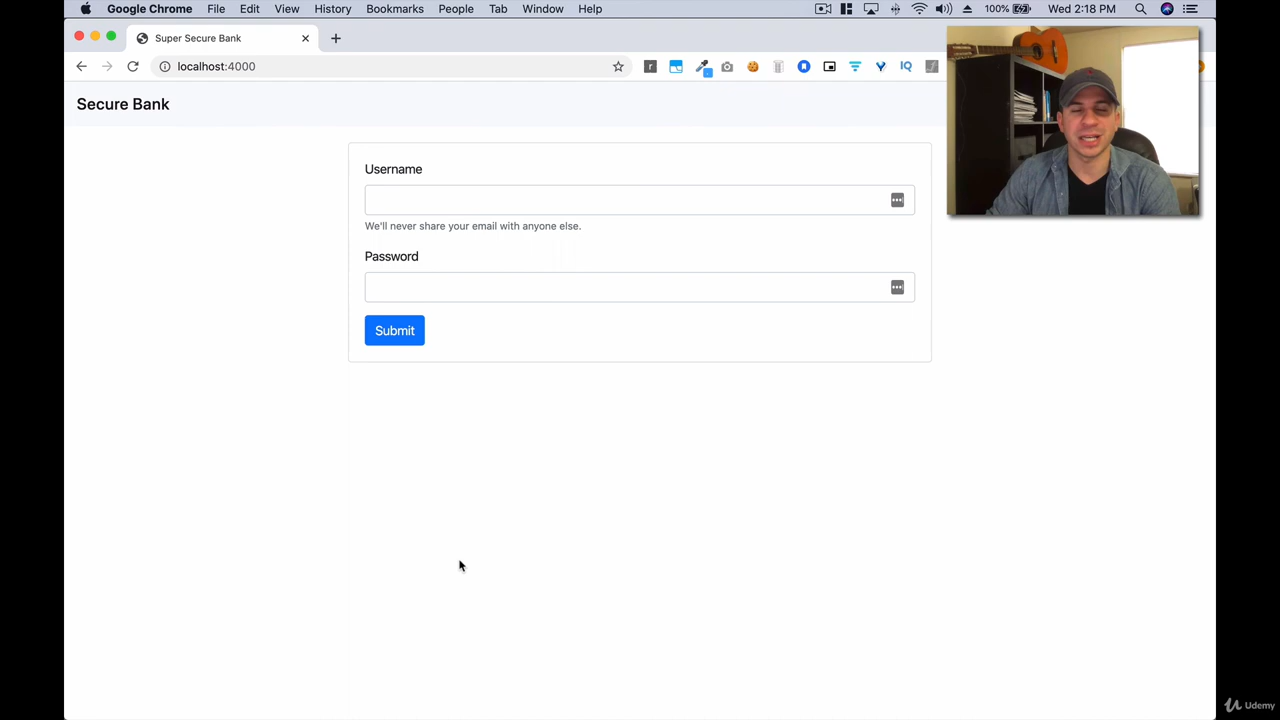 Google Chrome File Edit View History Bookmarks People Tab Window Help 100% Wed 2:18 PM
Super Secure Bank
localhost:4000
IQ
Secure Bank
Username
We'll never share your email with anyone else.
Password
Submit
Udemy